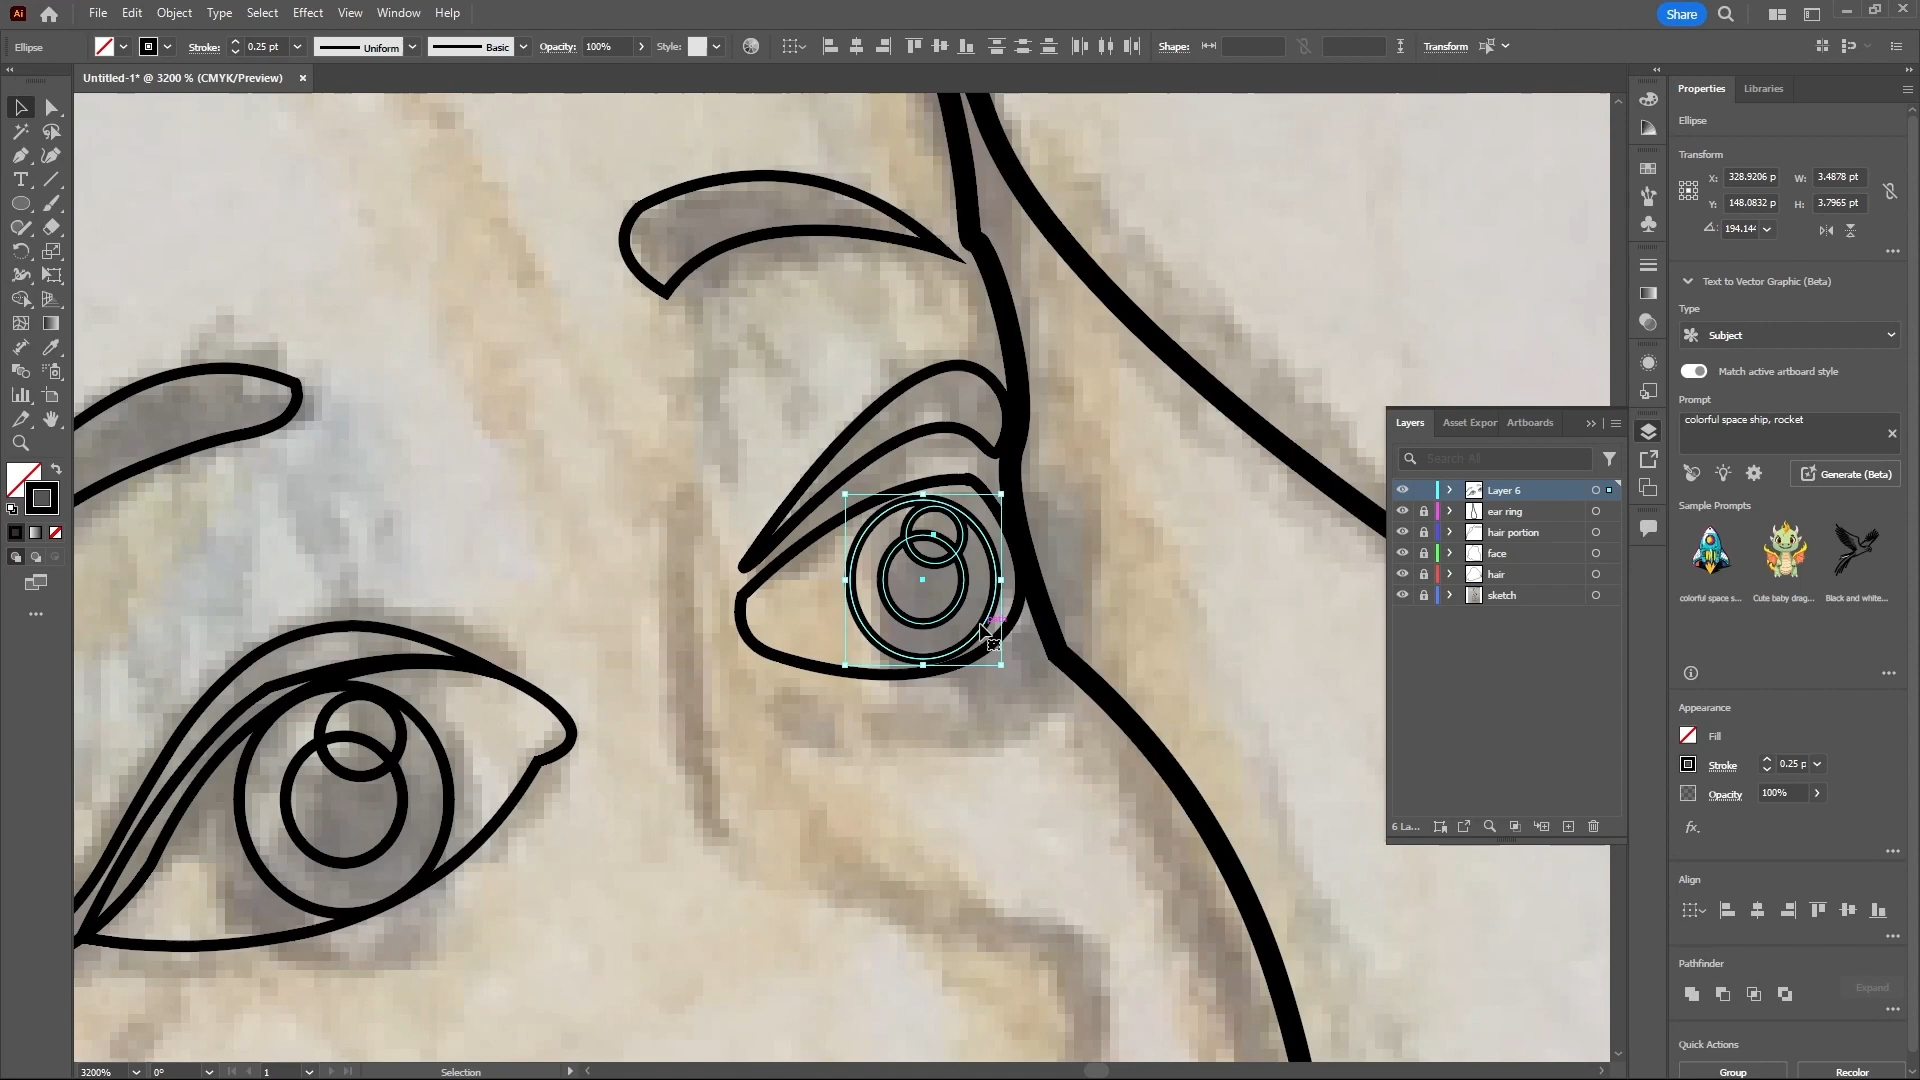 Ai File Edit Object Type Select Effect View Window Help Share
Ellipse Stroke: 0.25 pt Uniform Basic Opacity: 100% Style: Shape: Transform
Untitled-1* @ 3200 % (CMYK/Preview) ×
Properties Libraries
Ellipse
Transform
X: 328.9206 p W: 3.4878 pt
Y: 148.0832 p H: 3.7965 pt
194.144
Text to Vector Graphic (Beta)
Type
Subject
Match active artboard style
Prompt
colorful space ship, rocket
Generate (Beta)
Sample Prompts
colorful space s... Cute baby drag... Black and white...
Appearance
Fill
Stroke 0.25 p
Opacity 100%
fx.
Align
Pathfinder
Expand
Quick Actions
Group Recolor
Layers Asset Expor Artboards
Search All
Layer 6
ear ring
hair portion
face
hair
sketch
6 La...
3200% 0° 1 Selection